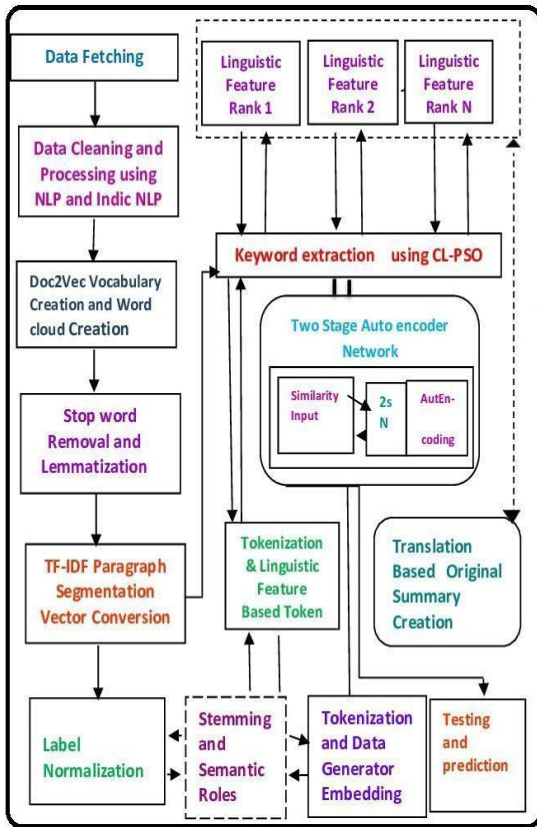 Data Fetching
Data Cleaning and
Processing using
NLP and Indic NLP
Doc2Vec Vocabulary
Creation and Word
cloud Creation
Stop word
Removal and
Lemmatization
TF-IDF Paragraph
Segmentation
Vector Conversion
Label
Normalization
Linguistic
Feature
Rank 1
Linguistic
Feature
Rank 2
Linguistic
Feature
Rank N
Keyword extraction using CL-PSO
Two Stage Auto encoder
Network
Similarity
Input
2s
N
AutEn-
coding
Tokenization
& Linguistic
Feature
Based Token
Translation
Based Original
Summary
Creation
Stemming
and
Semantic
Roles
Tokenization
and Data
Generator
Embedding
Testing
and
prediction